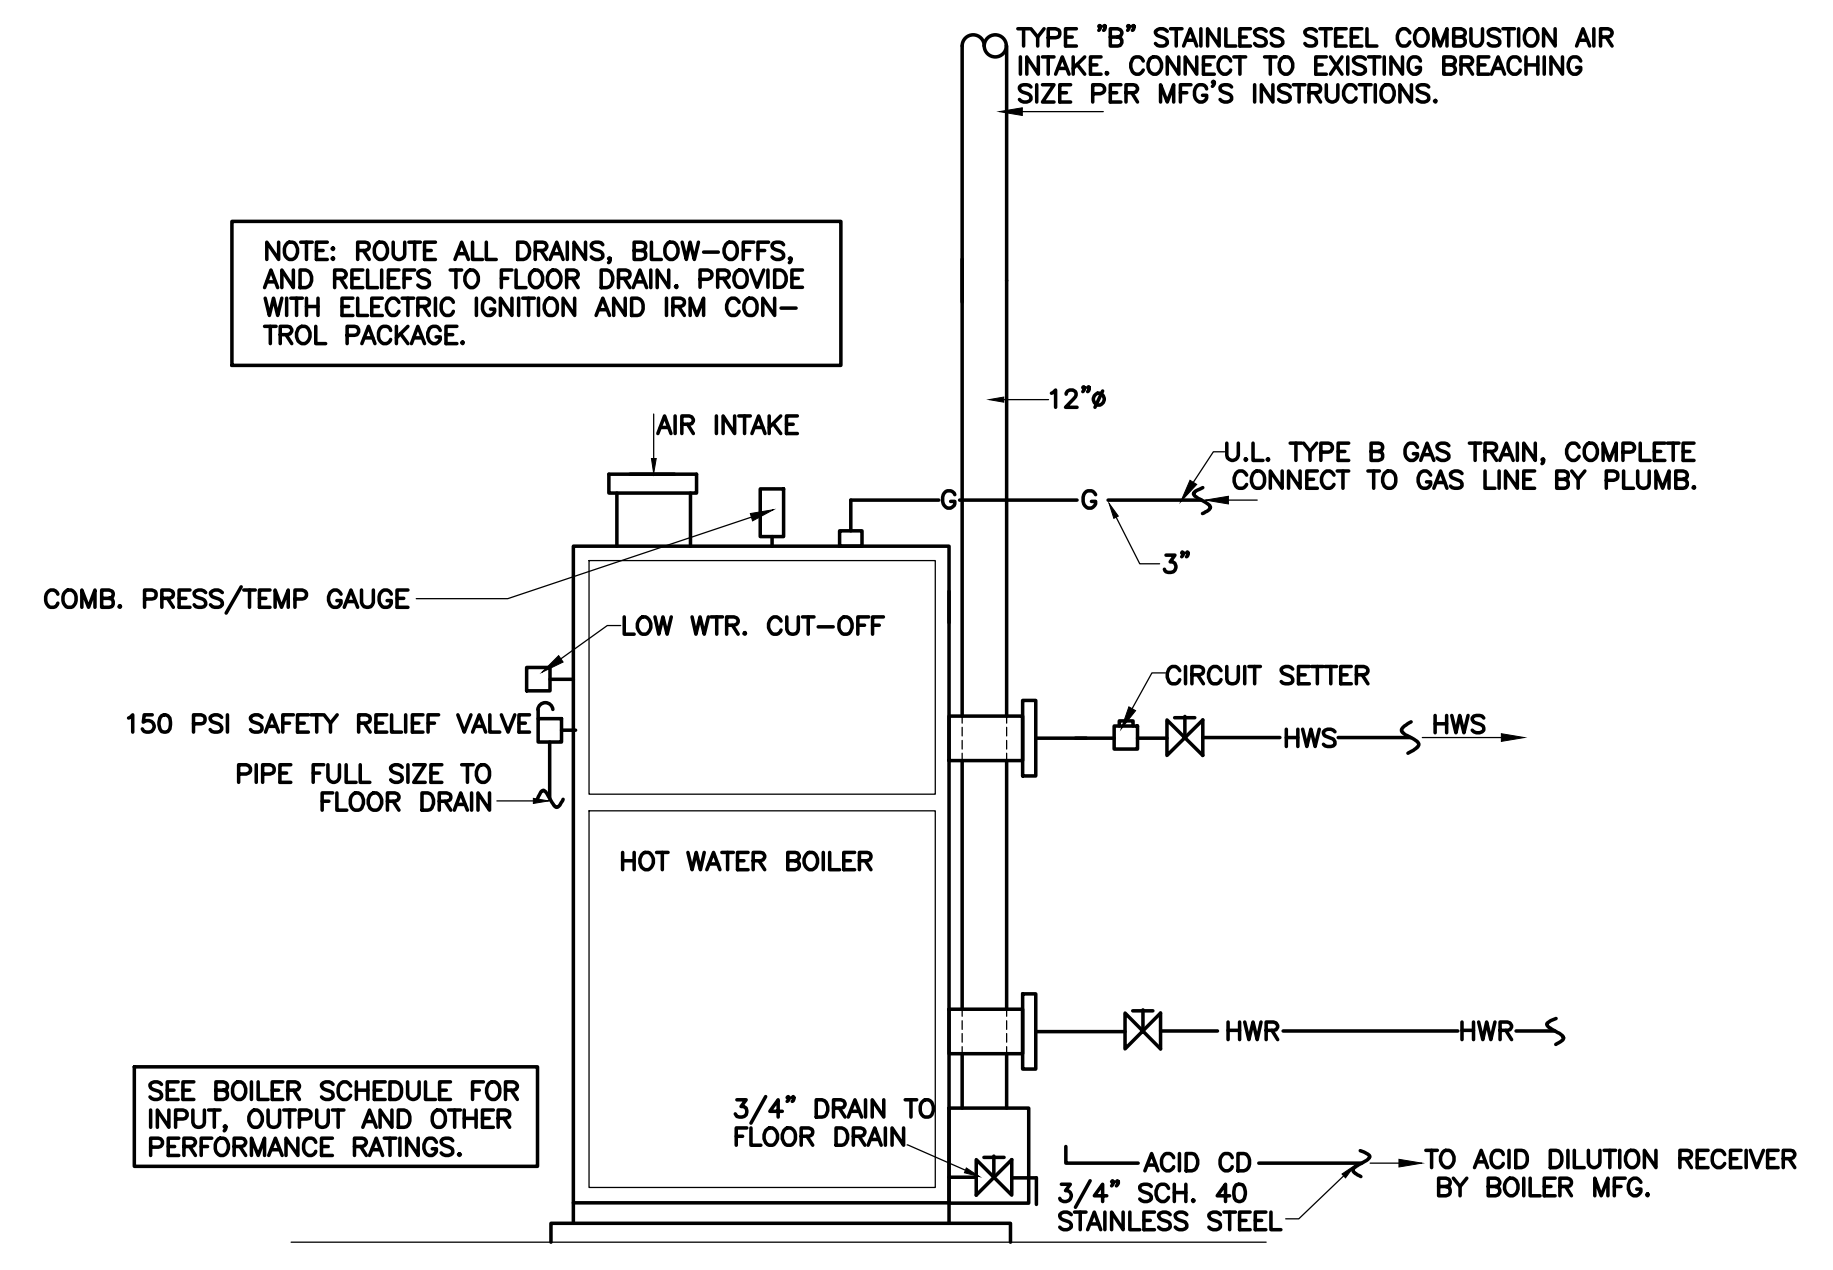 TYPE "B" STAINLESS STEEL COMBUSTION AIR
INTAKE. CONNECT TO EXISTING BREACHING
SIZE PER MFG'S INSTRUCTIONS.
NOTE: ROUTE ALL DRAINS, BLOW-OFFS,
AND RELIEFS TO FLOOR DRAIN. PROVIDE
WITH ELECTRIC IGNITION AND IRM CON-
TROL PACKAGE.
12"ø
AIR INTAKE
U.L. TYPE B GAS TRAIN, COMPLETE
CONNECT TO GAS LINE BY PLUMB.
G
G
3"
COMB. PRESS/TEMP GAUGE
LOW WTR. CUT-OFF
CIRCUIT SETTER
150 PSI SAFETY RELIEF VALVE
HWS
HWS
PIPE FULL SIZE TO
FLOOR DRAIN
HOT WATER BOILER
HWR
HWR
SEE BOILER SCHEDULE FOR
INPUT, OUTPUT AND OTHER
PERFORMANCE RATINGS.
3/4" DRAIN TO
FLOOR DRAIN
ACID CD
3/4" SCH. 40
STAINLESS STEEL
TO ACID DILUTION RECEIVER
BY BOILER MFG.